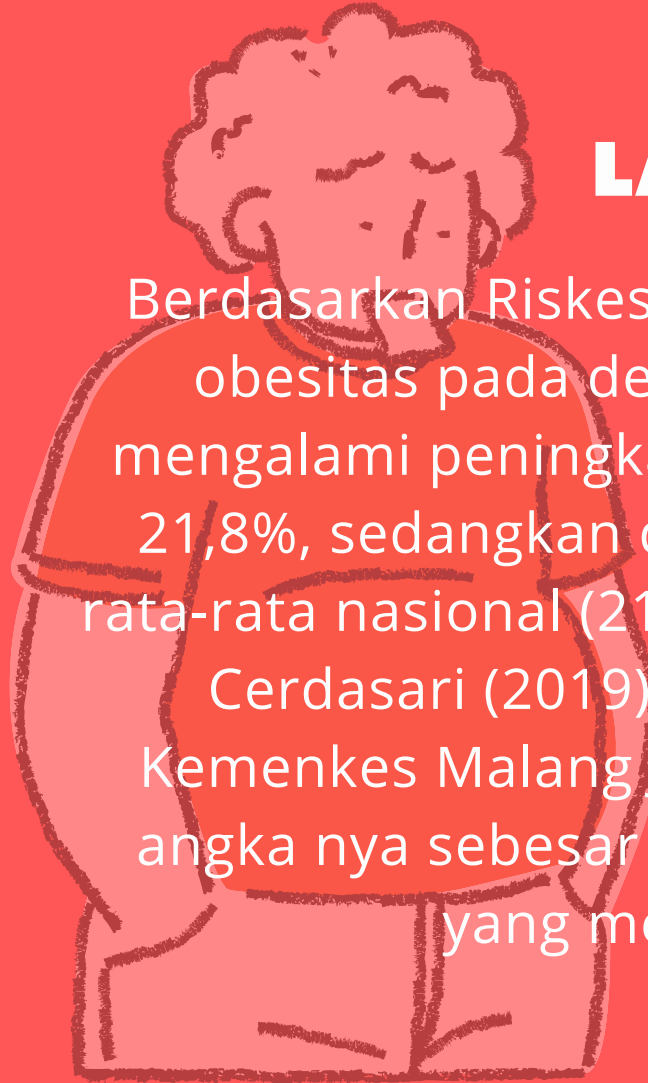 LA
Berdasarkan Riskes
obesitas pada de
mengalami peningka
21,8%, sedangkan
rata-rata nasional (21
Cerdasari (2019)
Kemenkes Malang
angka nya sebesar
yang me